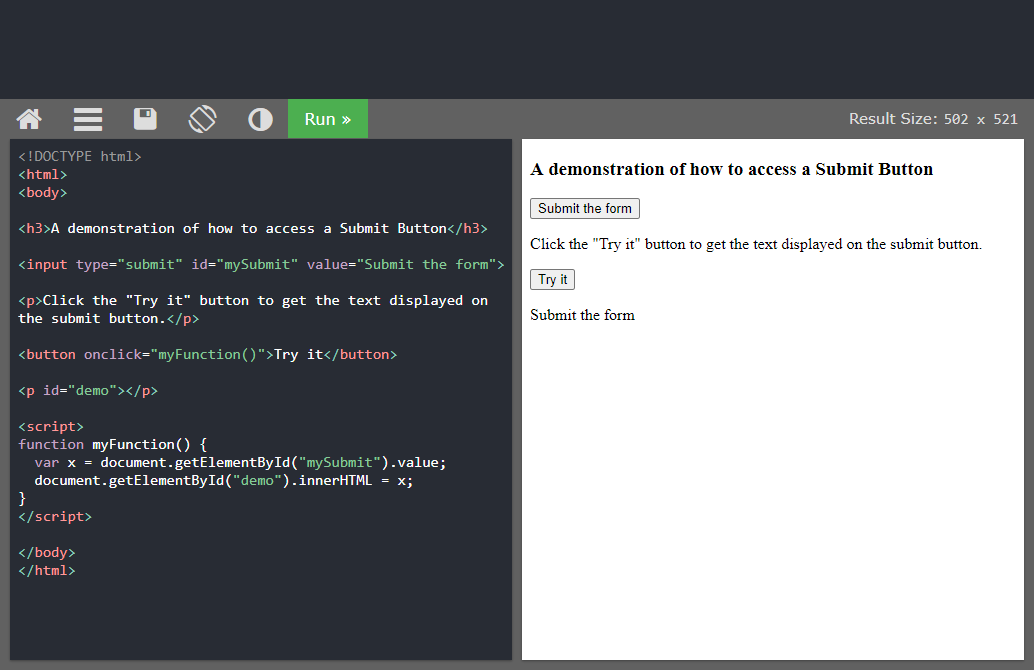 Run »
Result Size: 502 x 521
<!DOCTYPE html>
<html>
<body>
<h3>A demonstration of how to access a Submit Button</h3>
<input type="submit" id="mySubmit" value="Submit the form">
<p>Click the "Try it" button to get the text displayed on
the submit button.</p>
<button onclick="myFunction()">Try it</button>
<p id="demo"></p>
<script>
function myFunction() {
  var x = document.getElementById("mySubmit").value;
  document.getElementById("demo").innerHTML = x;
}
</script>
</body>
</html>
A demonstration of how to access a Submit Button
Submit the form
Click the "Try it" button to get the text displayed on the submit button.
Try it
Submit the form